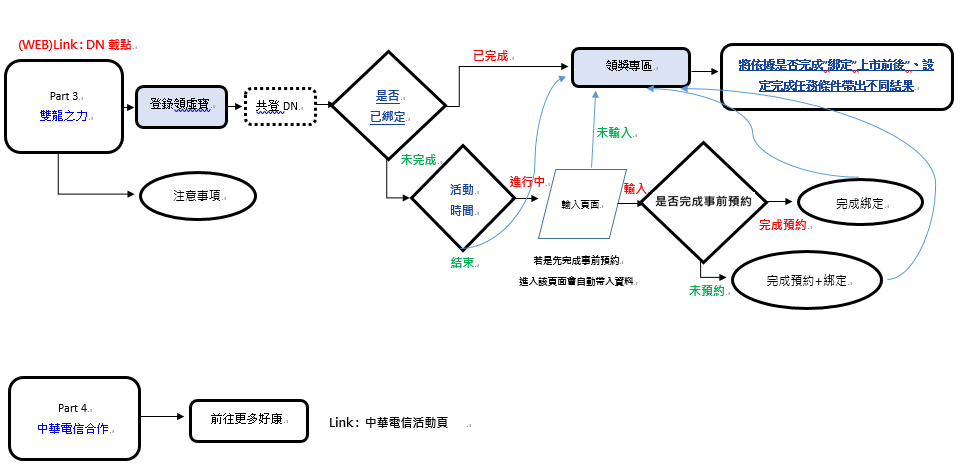 (WEB)Link : DN 載點
Part 3
雙龍之力
登錄領虛寶
共登 DN
是否
已綁定
已完成
領獎專區
將依據是否完成"綁定"上市前後"、設
定完成任務條件帶出不同結果
未完成
活動
時間
進行中
結束
未輸入
輸入頁面
輸入
是否完成事前預約
完成綁定
完成預約
未預約
完成預約+綁定
若是先完成事前預約
進入該頁面會自動帶入資料
注意事項
Part 4
中華電信合作
前往更多好康
Link : 中華電信活動頁